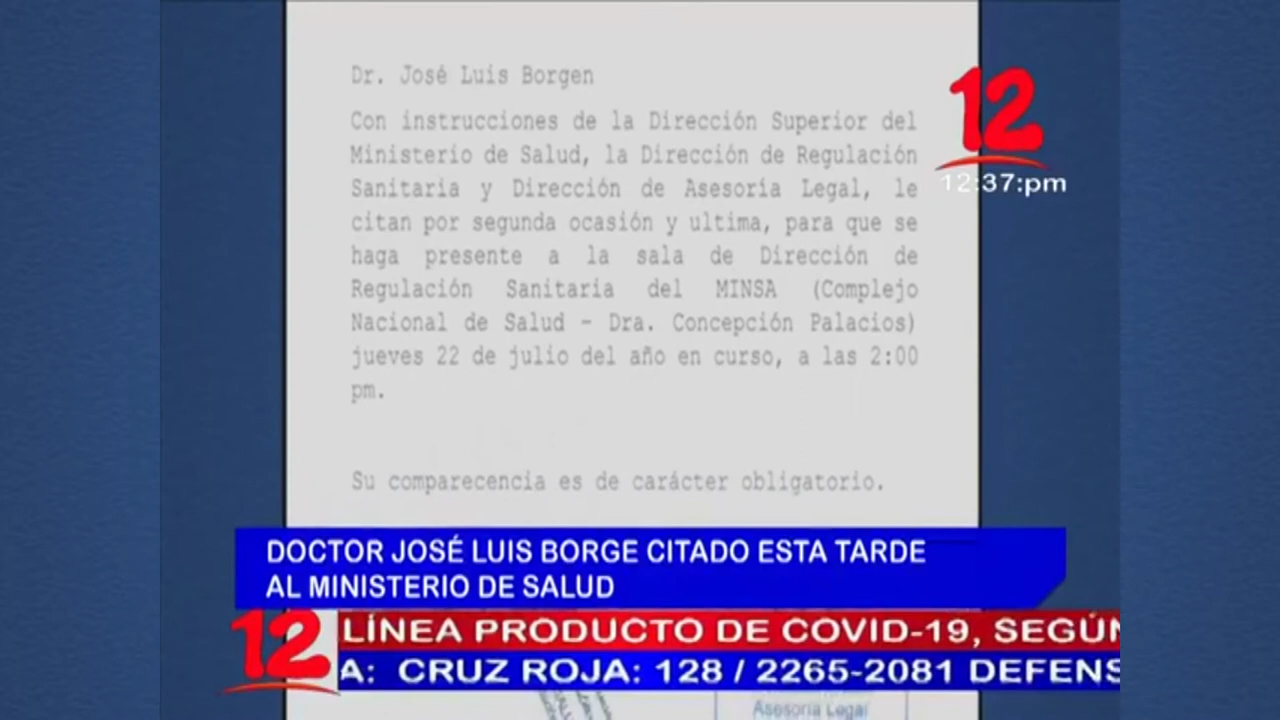 Dr. José Luis Borgen
Con instrucciones de la Dirección Superior del
Ministerio de Salud, la Dirección de Regulación
Sanitaria y Dirección de Asesoría Legal, le
citan por segunda ocasión y ultima, para que se
haga presente a la sala de Dirección de
Regulación Sanitaria del MINSA (Complejo
Nacional de Salud - Dra. Concepción Palacios)
jueves 22 de julio del año en curso, a las 2:00
pm.
Su comparecencia es de carácter obligatorio.
12
12:37:pm
DOCTOR JOSÉ LUIS BORGE CITADO ESTA TARDE
AL MINISTERIO DE SALUD
12
LÍNEA PRODUCTO DE COVID-19, SEGÚN
A: CRUZ ROJA: 128 / 2265-2081 DEFENS
Asesoría Legal